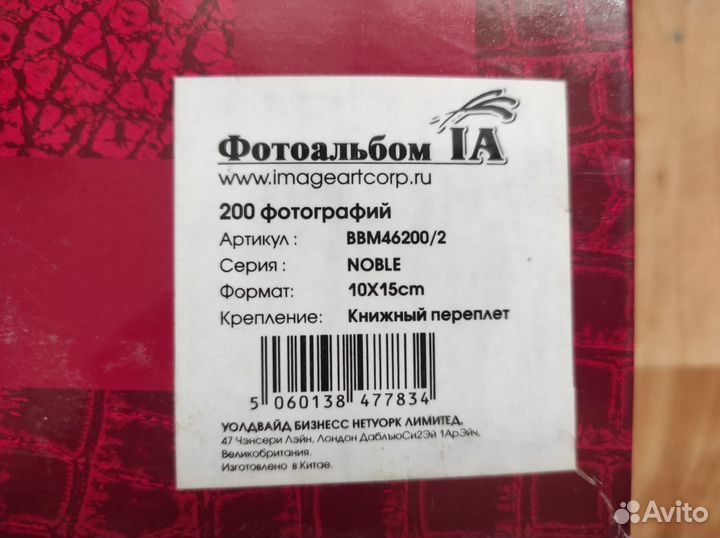 Фотоальбом IA
www.imageartcorp.ru
200 фотографий
Артикул : BBM46200/2
Серия : NOBLE
Формат: 10X15cm
Крепление: Книжный переплет
5 060138 477834
УОЛДВАЙД БИЗНЕСС НЕТУОРК ЛИМИТЕД,
47 Чэнсери Лэйн, Лондон ДаблъюСи2Эй 1АрЭйч,
Великобритания.
Изготовлено в Китае.
Avito